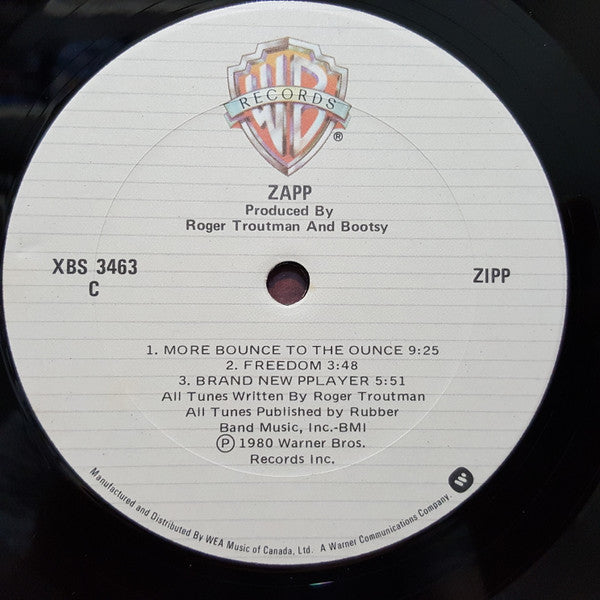 WB
RECORDS
®
ZAPP
Produced By
Roger Troutman And Bootsy
XBS 3463
C
ZIPP
1. MORE BOUNCE TO THE OUNCE 9:25
2. FREEDOM 3:48
3. BRAND NEW PPLAYER 5:51
All Tunes Written By Roger Troutman
All Tunes Published by Rubber
Band Music, Inc.-BMI
℗ 1980 Warner Bros.
Records Inc.
Manufactured and Distributed By WEA Music of Canada, Ltd. A Warner Communications Company.